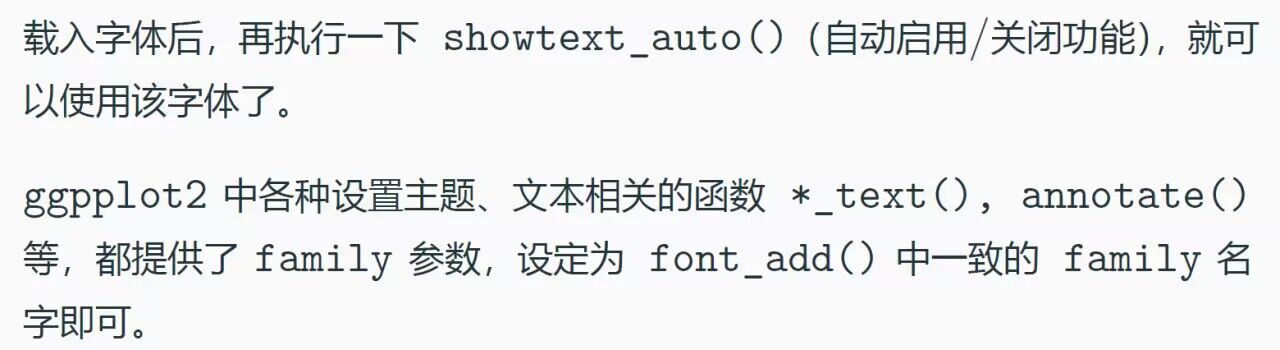 载入字体后，再执行一下 showtext_auto() (自动启用/关闭功能)，就可
以使用该字体了。
ggpplot2 中各种设置主题、文本相关的函数 *_text(), annotate()
等，都提供了 family 参数，设定为 font_add() 中一致的 family 名
字即可。